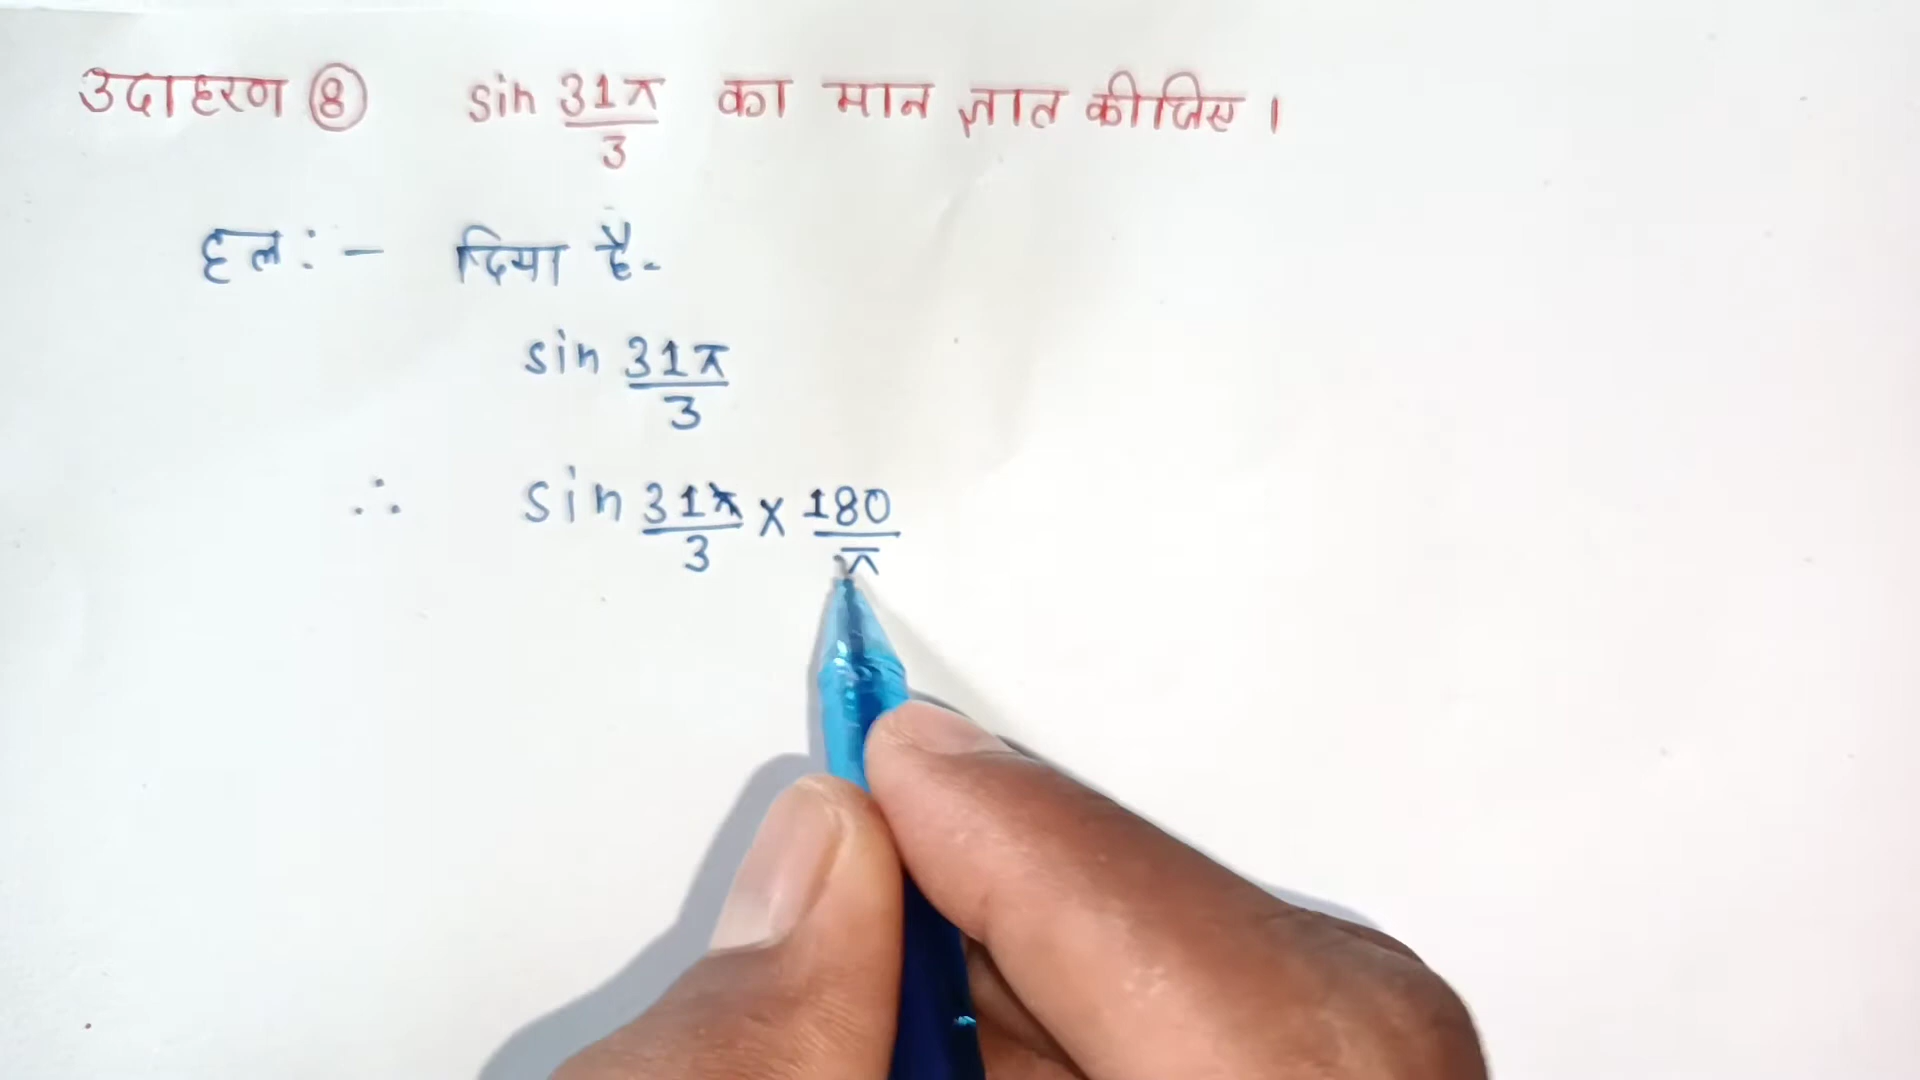 उदाहरण ⑧ sin 31π/3 का मान ज्ञात कीजिए।
हल:- दिया है-
sin 31π/3
∴ sin 31π/3 × 180/π